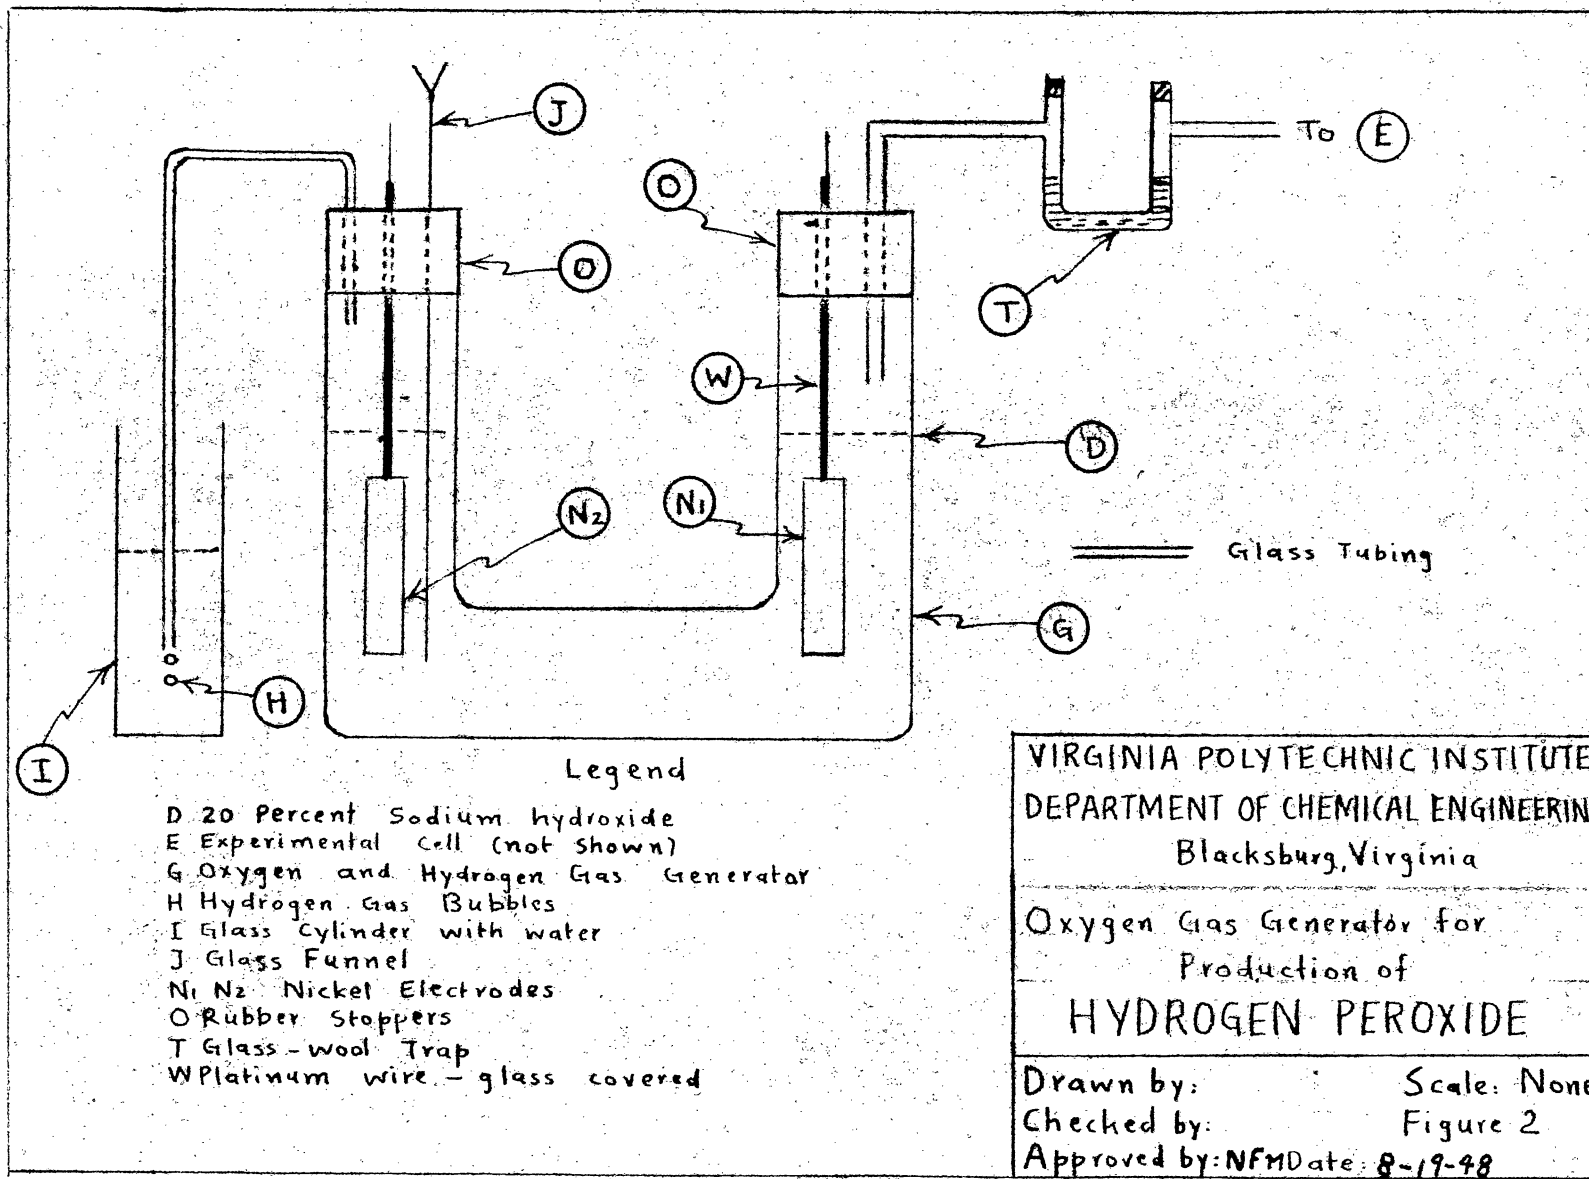 J
To E
O
O
T
W
D
N2
N1
Glass Tubing
G
H
I
Legend
D 20 Percent Sodium hydroxide
E Experimental Cell (not shown)
G Oxygen and Hydrogen Gas Generator
H Hydrogen Gas Bubbles
I Glass Cylinder with water
J Glass Funnel
N1 N2 Nickel Electrodes
O Rubber Stoppers
T Glass-wool Trap
W Platinum wire - glass covered
VIRGINIA POLYTECHNIC INSTITUTE
DEPARTMENT OF CHEMICAL ENGINEERIN
Blacksburg, Virginia
Oxygen Gas Generator for
Production of
HYDROGEN PEROXIDE
Drawn by: Scale: None
Checked by: Figure 2
Approved by: NFM Date: 8-19-48